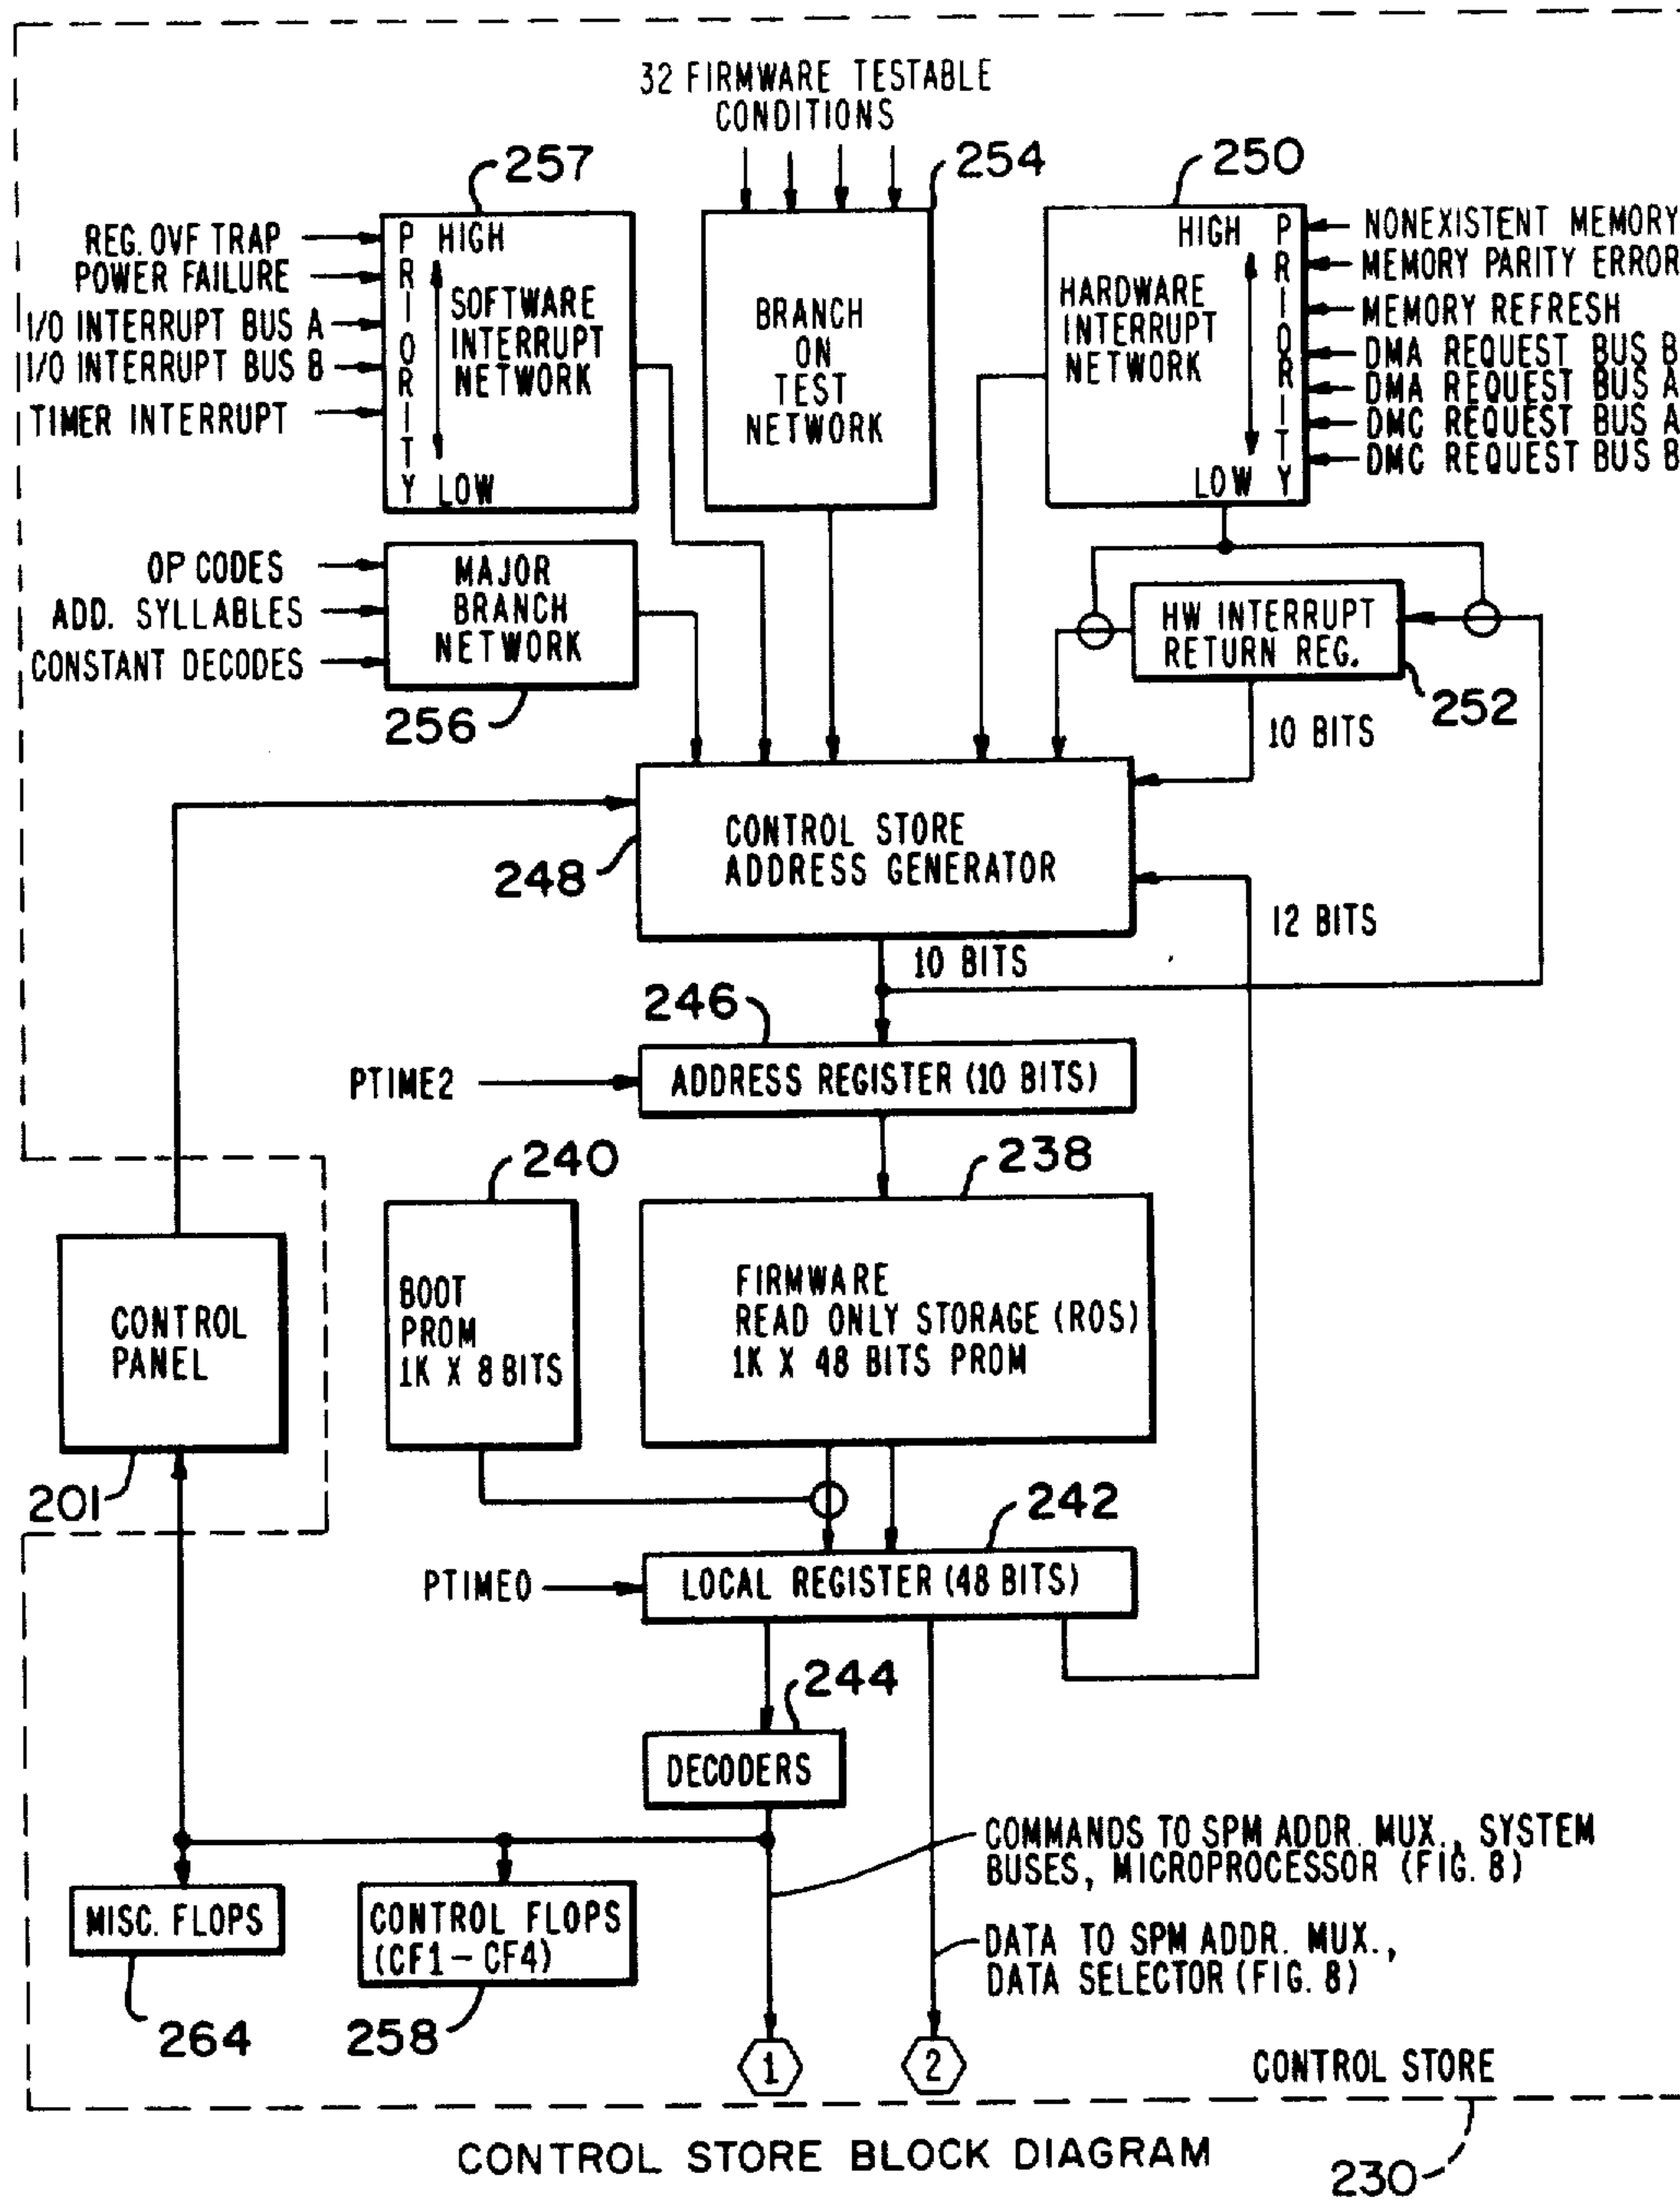 32 FIRMWARE TESTABLE
CONDITIONS
257
254
250
REG. OVF TRAP
POWER FAILURE
I/O INTERRUPT BUS A
I/O INTERRUPT BUS B
TIMER INTERRUPT
PRIORITY
HIGH
SOFTWARE
INTERRUPT
NETWORK
LOW
BRANCH
ON
TEST
NETWORK
HIGH
HARDWARE
INTERRUPT
NETWORK
LOW
PRIORITY
NONEXISTENT MEMORY
MEMORY PARITY ERROR
MEMORY REFRESH
DMA REQUEST BUS B
DMA REQUEST BUS A
DMC REQUEST BUS A
DMC REQUEST BUS B
OP CODES
ADD. SYLLABLES
CONSTANT DECODES
MAJOR
BRANCH
NETWORK
256
HW INTERRUPT
RETURN REG.
252
10 BITS
CONTROL STORE
ADDRESS GENERATOR
248
12 BITS
10 BITS
246
PTIME2
ADDRESS REGISTER (10 BITS)
240
238
CONTROL
PANEL
201
BOOT
PROM
1K X 8 BITS
FIRMWARE
READ ONLY STORAGE (ROS)
1K X 48 BITS PROM
242
PTIME0
LOCAL REGISTER (48 BITS)
244
DECODERS
COMMANDS TO SPM ADDR. MUX., SYSTEM
BUSES, MICROPROCESSOR (FIG. 8)
MISC. FLOPS
264
CONTROL FLOPS
(CF1 - CF4)
258
DATA TO SPM ADDR. MUX.,
DATA SELECTOR (FIG. 8)
1
2
CONTROL STORE
CONTROL STORE BLOCK DIAGRAM
230